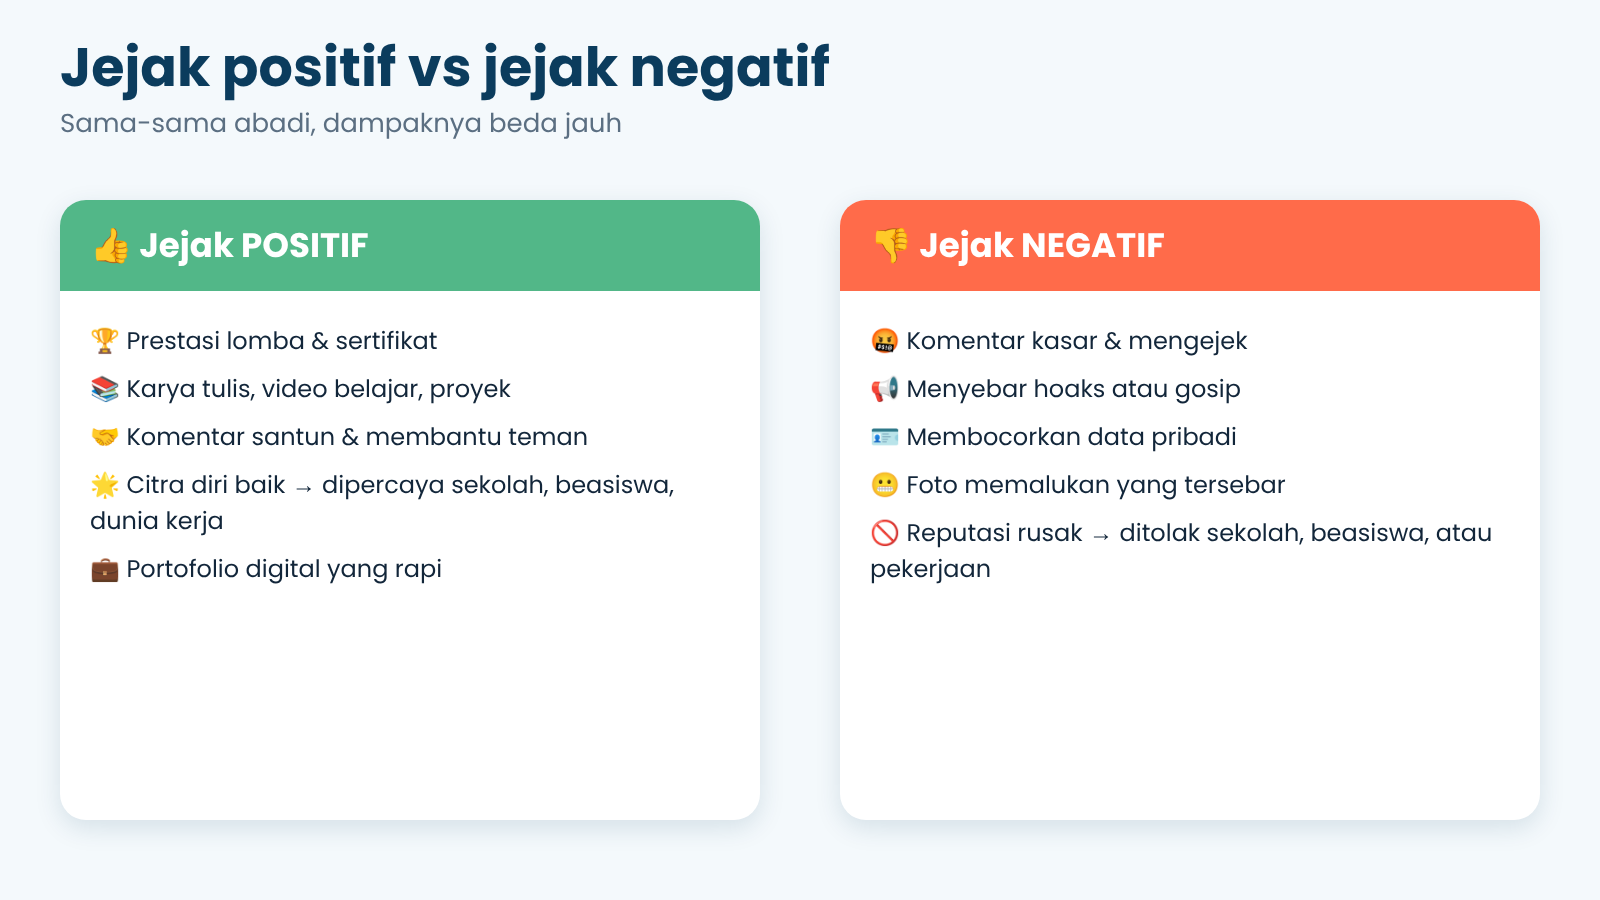 Jejak positif vs jejak negatif
Sama-sama abadi, dampaknya beda jauh
👍 Jejak POSITIF
🏆 Prestasi lomba & sertifikat
📚 Karya tulis, video belajar, proyek
🤝 Komentar santun & membantu teman
🌟 Citra diri baik → dipercaya sekolah, beasiswa,
dunia kerja
💼 Portofolio digital yang rapi
👎 Jejak NEGATIF
🤬 Komentar kasar & mengejek
📢 Menyebar hoaks atau gosip
🪪 Membocorkan data pribadi
😬 Foto memalukan yang tersebar
🚫 Reputasi rusak → ditolak sekolah, beasiswa, atau
pekerjaan